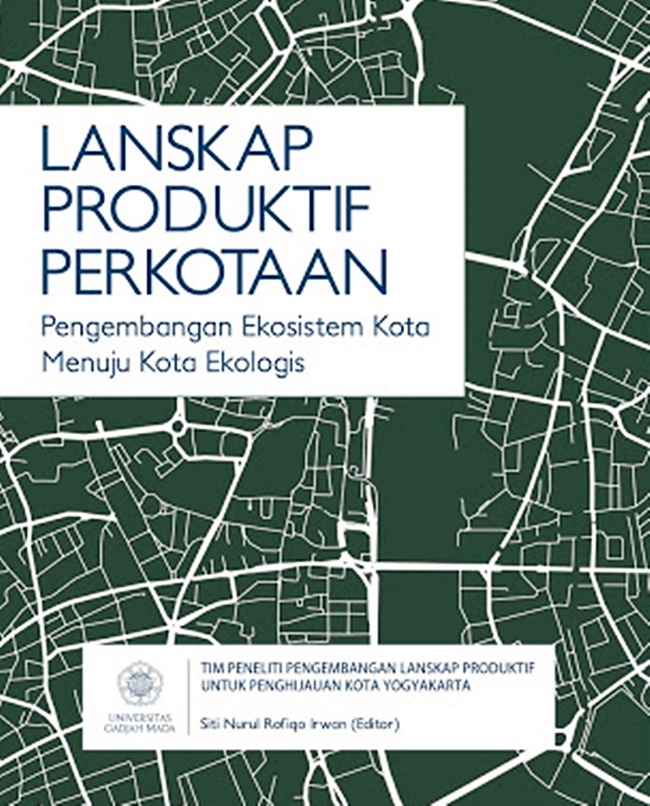 LANSKAP
PRODUKTIF
PERKOTAAN
Pengembangan Ekosistem Kota
Menuju Kota Ekologis
TIM PENELITI PENGEMBANGAN LANSKAP PRODUKTIF
UNTUK PENGHIJAUAN KOTA YOGYAKARTA
UNIVERSITAS
GADJAH MADA
Siti Nurul Rofiqo Irwan (Editor)